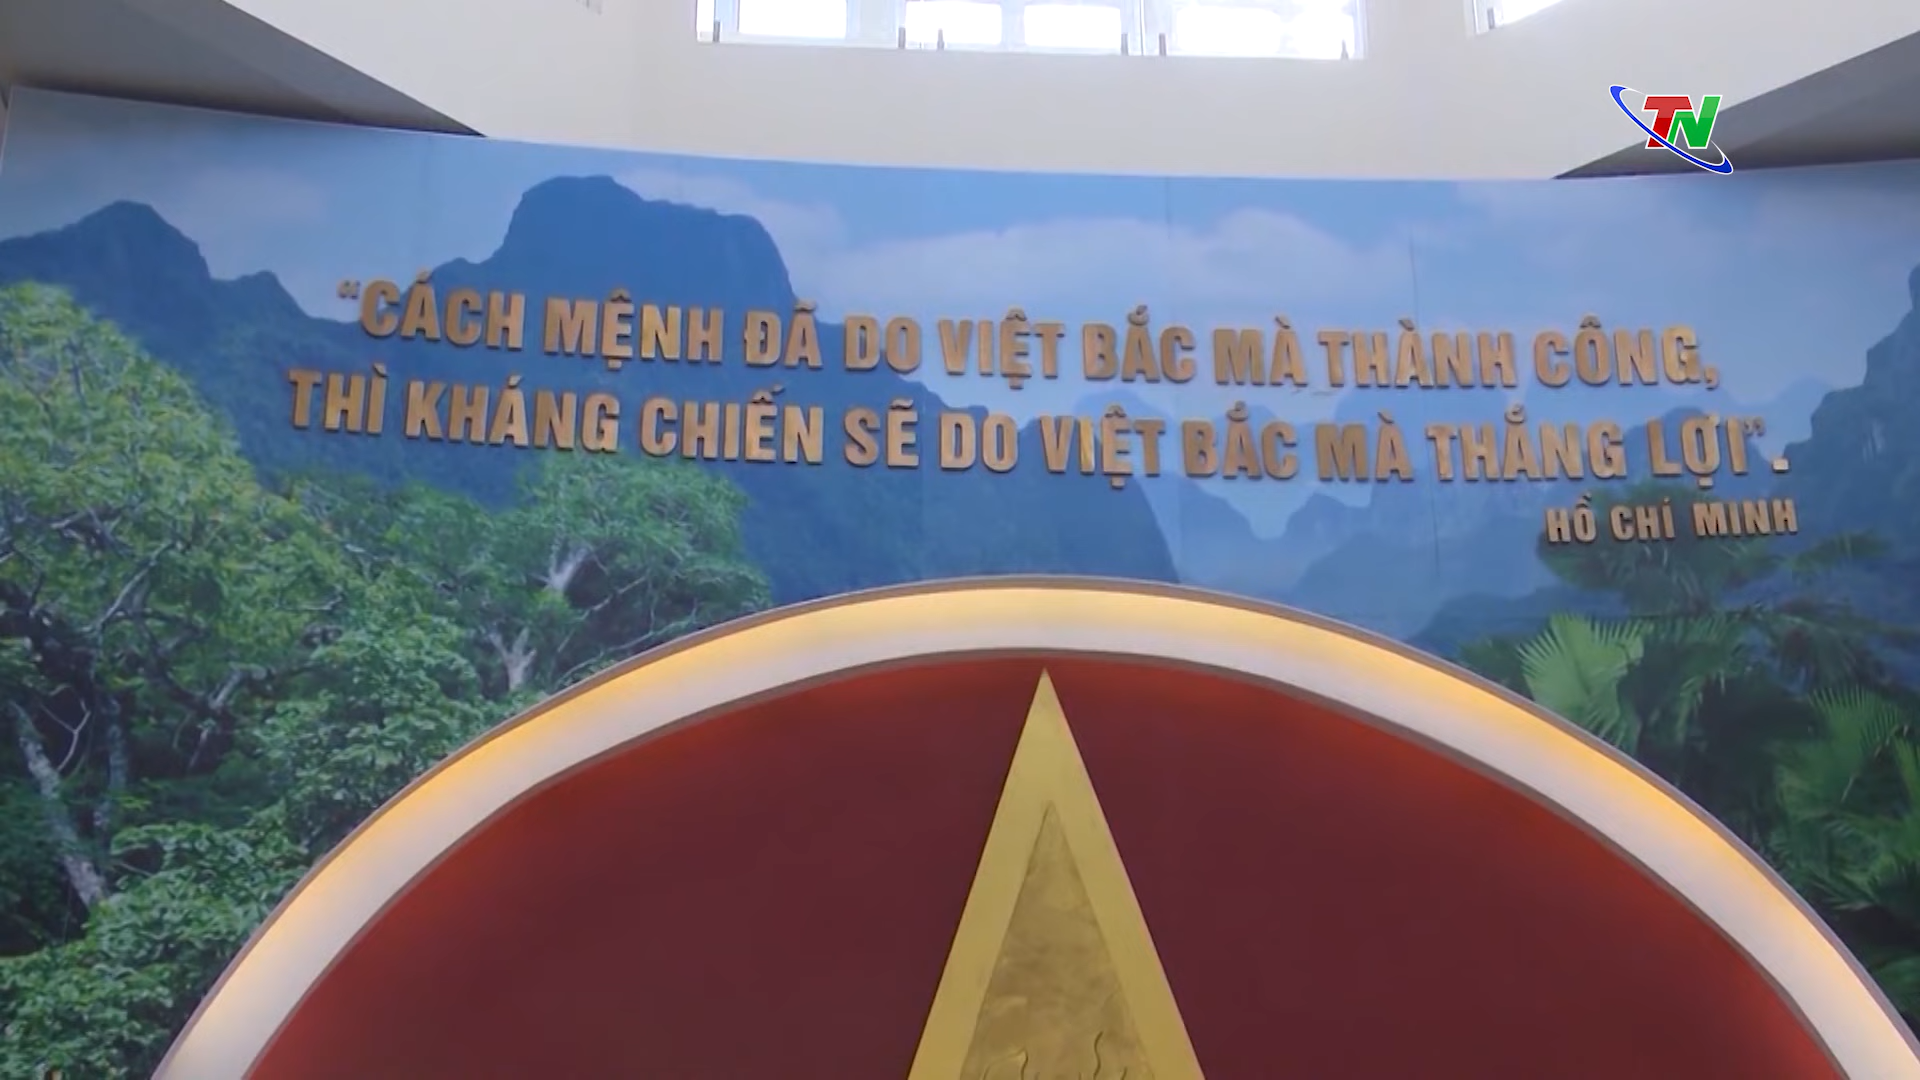 TN
“CÁCH MỆNH ĐÃ DO VIỆT BẮC MÀ THÀNH CÔNG,
THÌ KHÁNG CHIẾN SẼ DO VIỆT BẮC MÀ THẮNG LỢI”.
HỒ CHÍ MINH